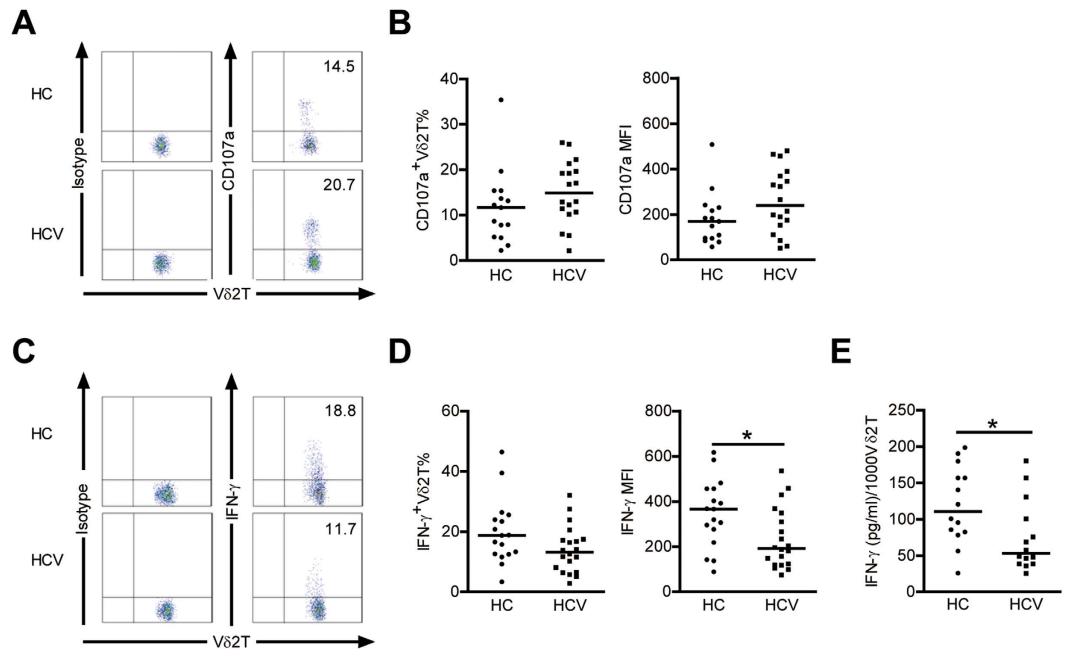 A
HC
HCV
Isotype
CD107a
14.5
20.7
Vδ2T
B
CD107a+Vδ2T%
40
30
20
10
0
HC HCV
CD107a MFI
800
600
400
200
0
HC HCV
C
HC
HCV
Isotype
IFN-γ
18.8
11.7
Vδ2T
D
IFN-γ+Vδ2T%
60
40
20
0
HC HCV
IFN-γ MFI
800
600
400
200
0
*
HC HCV
E
IFN-γ (pg/ml)/1000Vδ2T
250
200
150
100
50
0
*
HC HCV